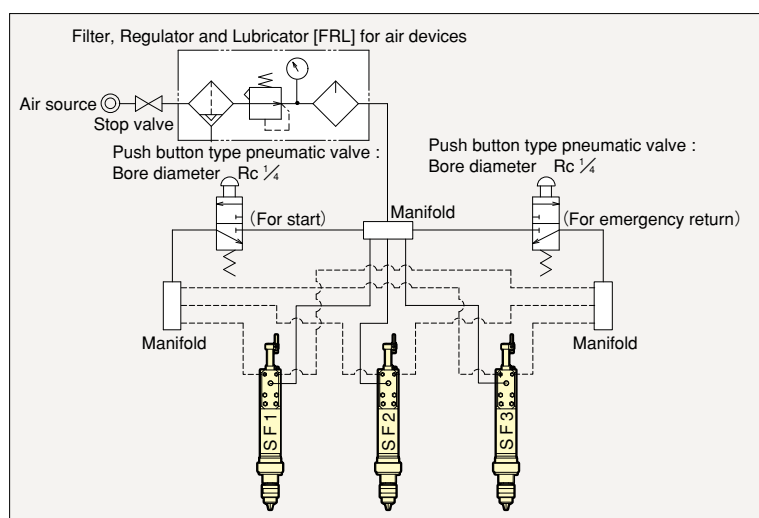 Filter, Regulator and Lubricator [FRL] for air devices
Air source
Stop valve
Push button type pneumatic valve :
Bore diameter Rc 1/4
Push button type pneumatic valve :
Bore diameter Rc 1/4
(For start)
Manifold
(For emergency return)
Manifold
Manifold
SF1
SF2
SF3